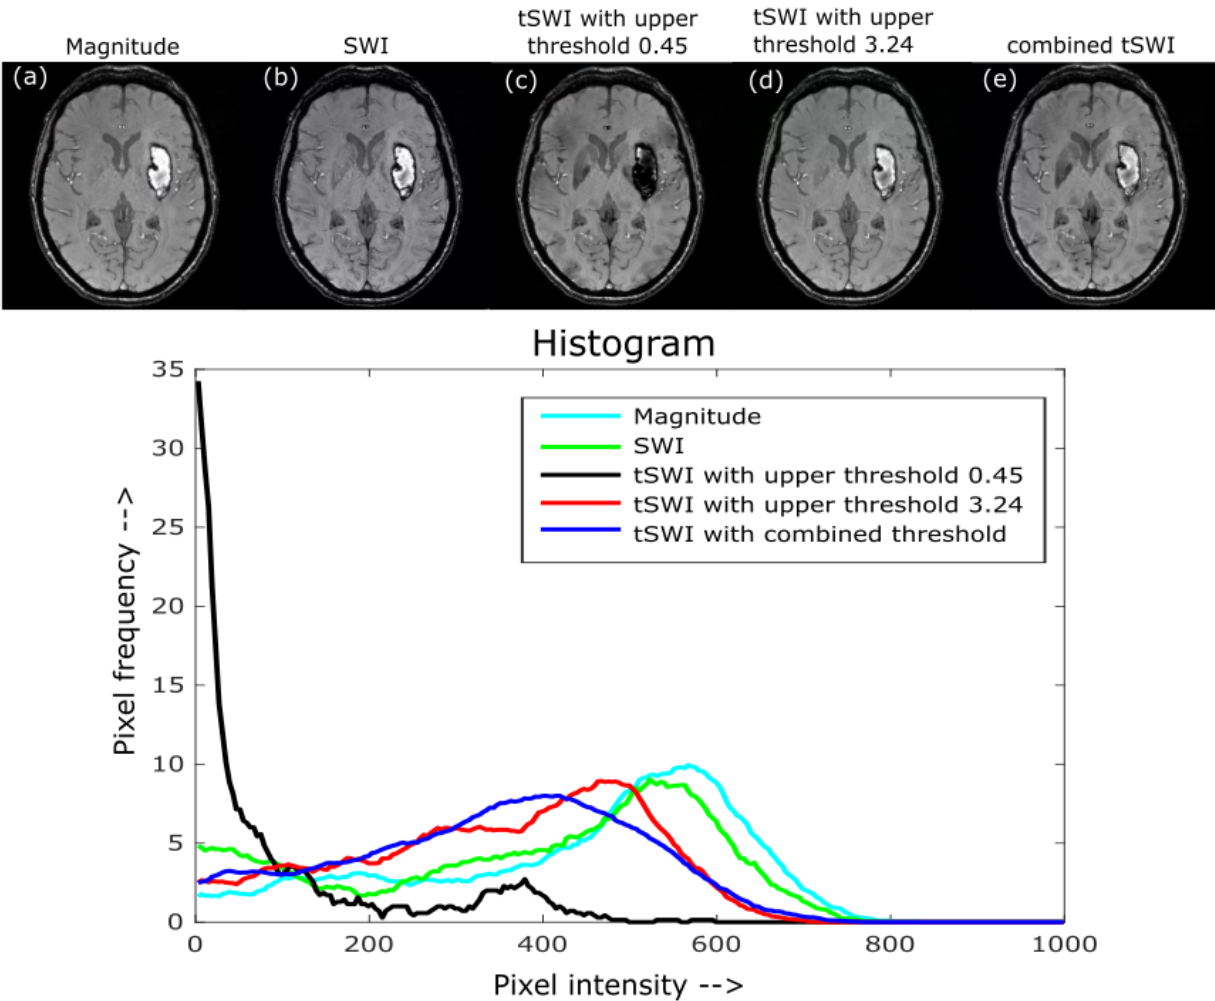 Magnitude
SWI
tSWI with upper
threshold 0.45
tSWI with upper
threshold 3.24
combined tSWI
(a)
(b)
(c)
(d)
(e)
Histogram
35
30
25
20
15
10
5
0
Pixel frequency -->
Magnitude
SWI
tSWI with upper threshold 0.45
tSWI with upper threshold 3.24
tSWI with combined threshold
0
200
400
600
800
1000
Pixel intensity -->